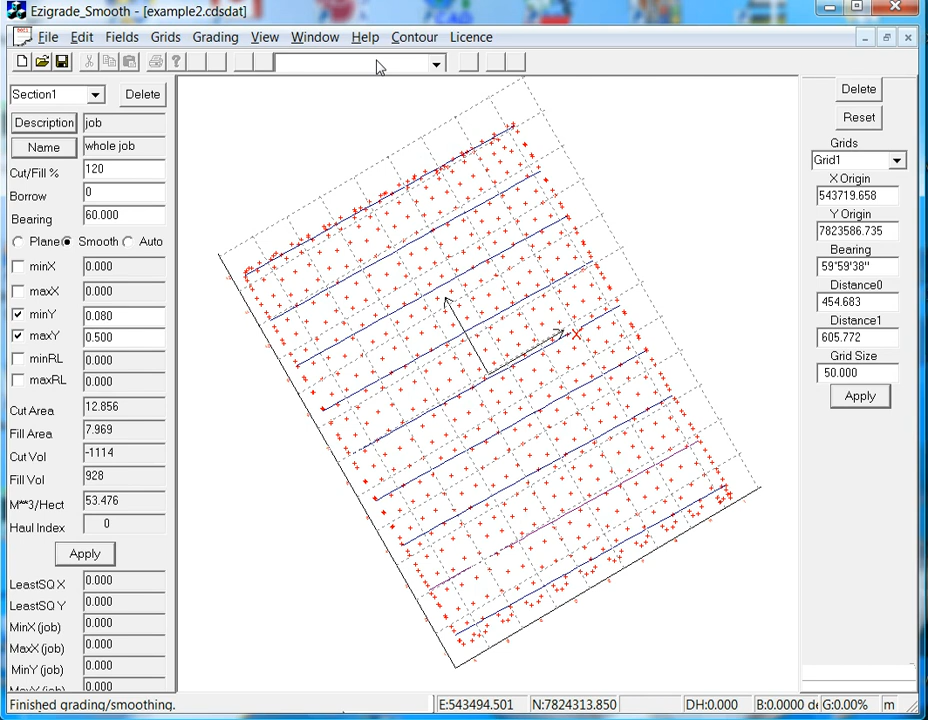 Ezigrade_Smooth - [example2.cdsdat]
File Edit Fields Grids Grading View Window Help Contour Licence
Section1 Delete
Description job
Name whole job
Cut/Fill % 120
Borrow 0
Bearing 60.000
Plane Smooth Auto
minX 0.000
maxX 0.000
minY 0.080
maxY 0.500
minRL 0.000
maxRL 0.000
Cut Area 12.856
Fill Area 7.969
Cut Vol -1114
Fill Vol 928
M**3/Hect 53.476
Haul Index 0
Apply
LeastSQ X 0.000
LeastSQ Y 0.000
MinX (job) 0.000
MaxX (job) 0.000
MinY (job) 0.000
MaxY (job) 0.000
X
Delete
Reset
Grids
Grid1
X Origin
543719.658
Y Origin
7823586.735
Bearing
59°59'38"
Distance0
454.683
Distance1
605.772
Grid Size
50.000
Apply
Finished grading/smoothing. E:543494.501 N:7824313.850 DH:0.000 B:0.0000 de G:0.00% m